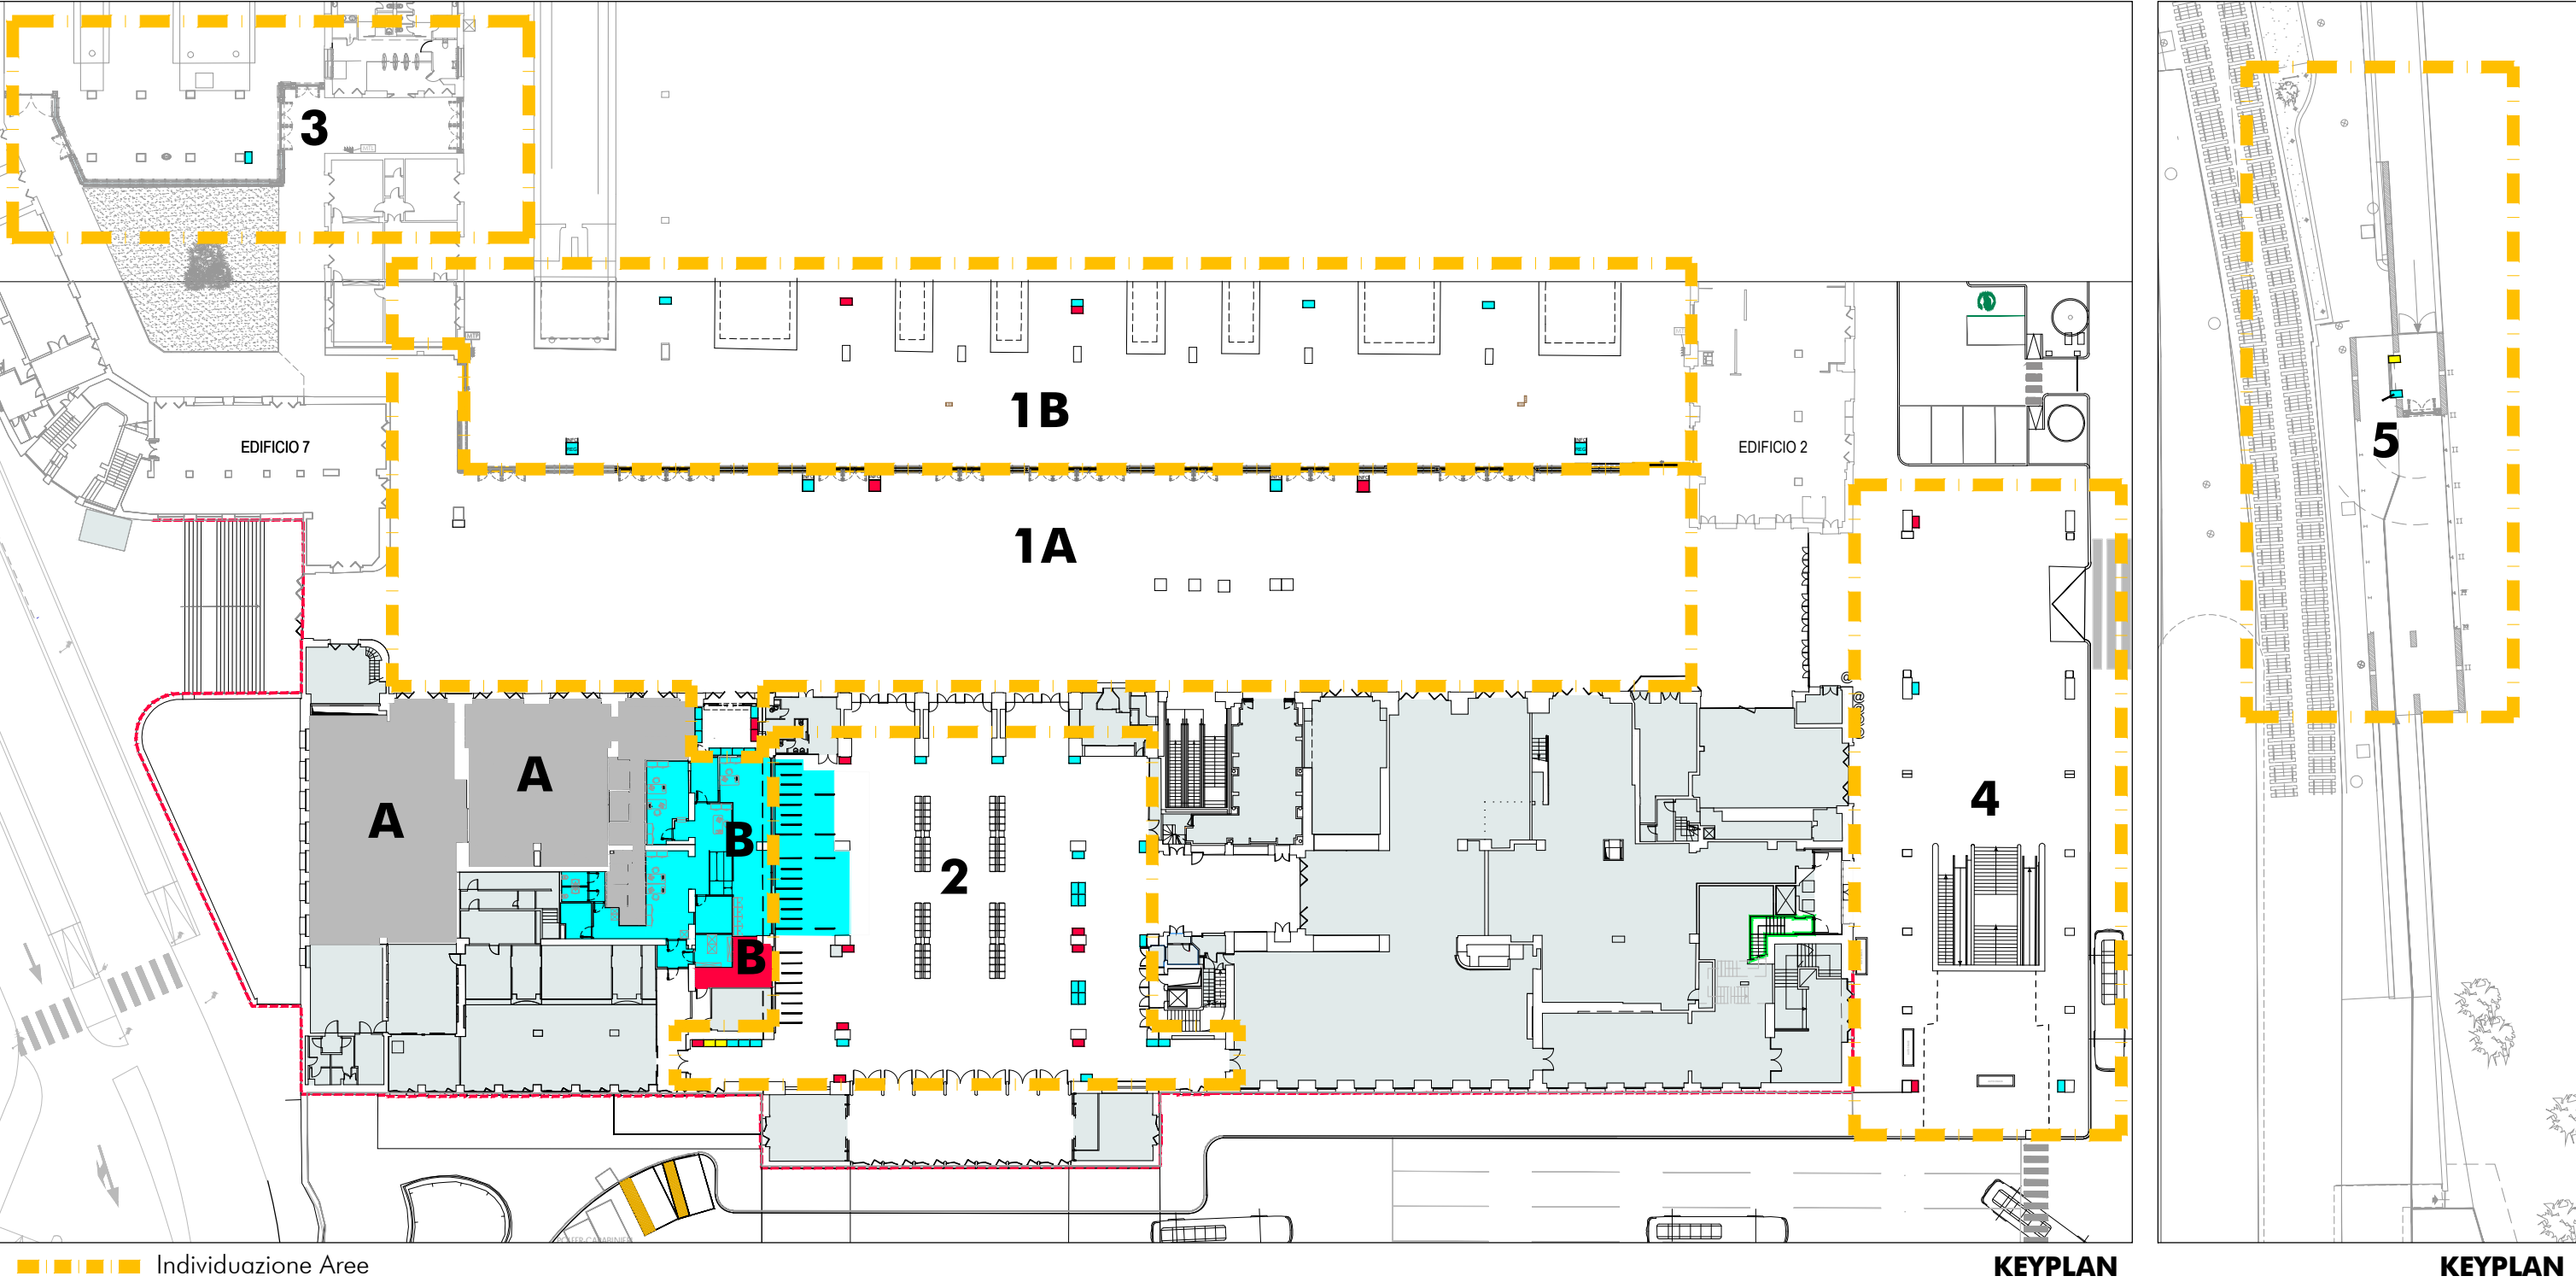 3
1B
5
EDIFICIO 7
EDIFICIO 2
1A
A
A
B
2
4
B
Individuazione Aree
KEYPLAN
KEYPLAN